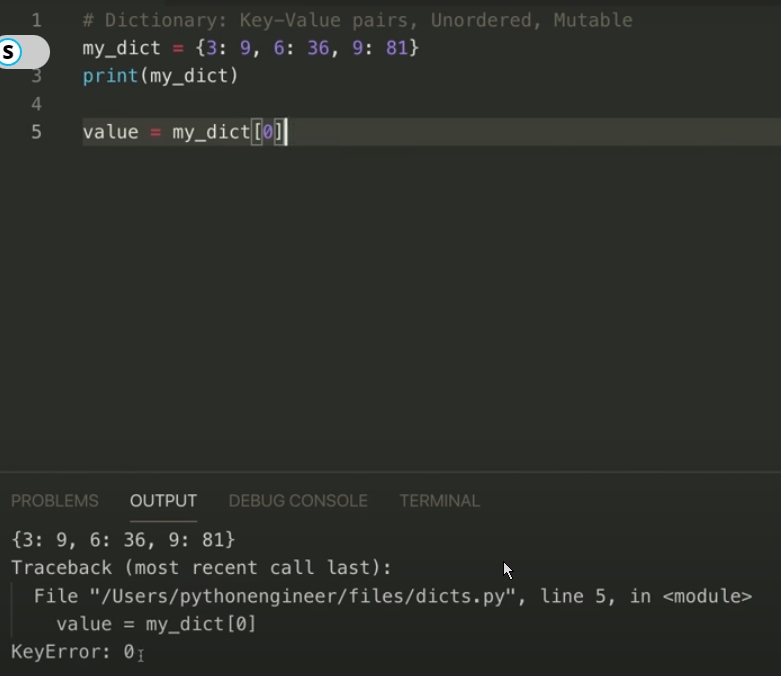 1 # Dictionary: Key-Value pairs, Unordered, Mutable
S my_dict = {3: 9, 6: 36, 9: 81}
3 print(my_dict)
4
5 value = my_dict[0]
PROBLEMS OUTPUT DEBUG CONSOLE TERMINAL
{3: 9, 6: 36, 9: 81}
Traceback (most recent call last):
File "/Users/pythonengineer/files/dicts.py", line 5, in <module>
value = my_dict[0]
KeyError: 0